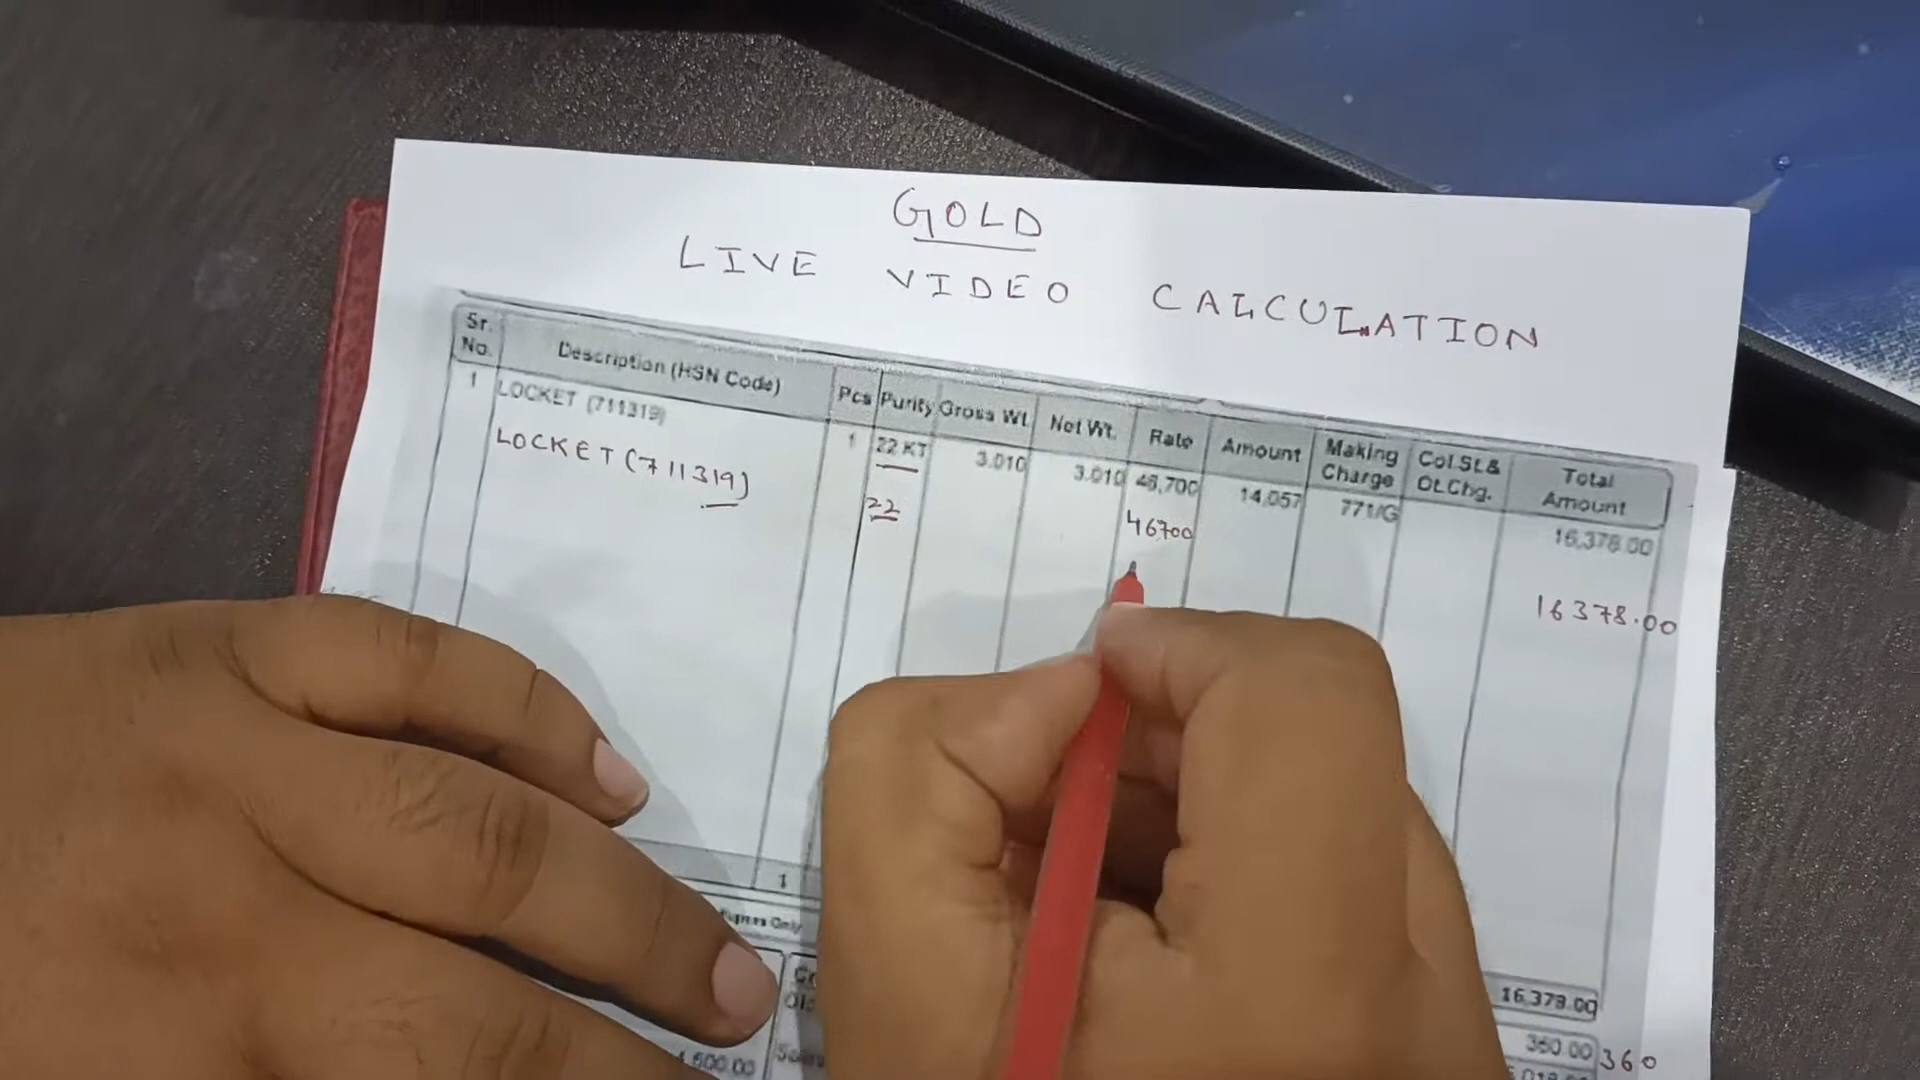 GOLD
LIVE VIDEO CALCULATION
Sr. No. Description (HSN Code) Pcs Purity Gross Wt. Net Wt. Rate Amount Making Charge Col.St.& Ot.Chg. Total Amount
1 LOCKET (711319) 1 22 KT 3.010 3.010 46,700 14,057 771/G 16,378.00
LOCKET (711319) 22 46700 16378.00
1 16,378.00
Only
360.00 360